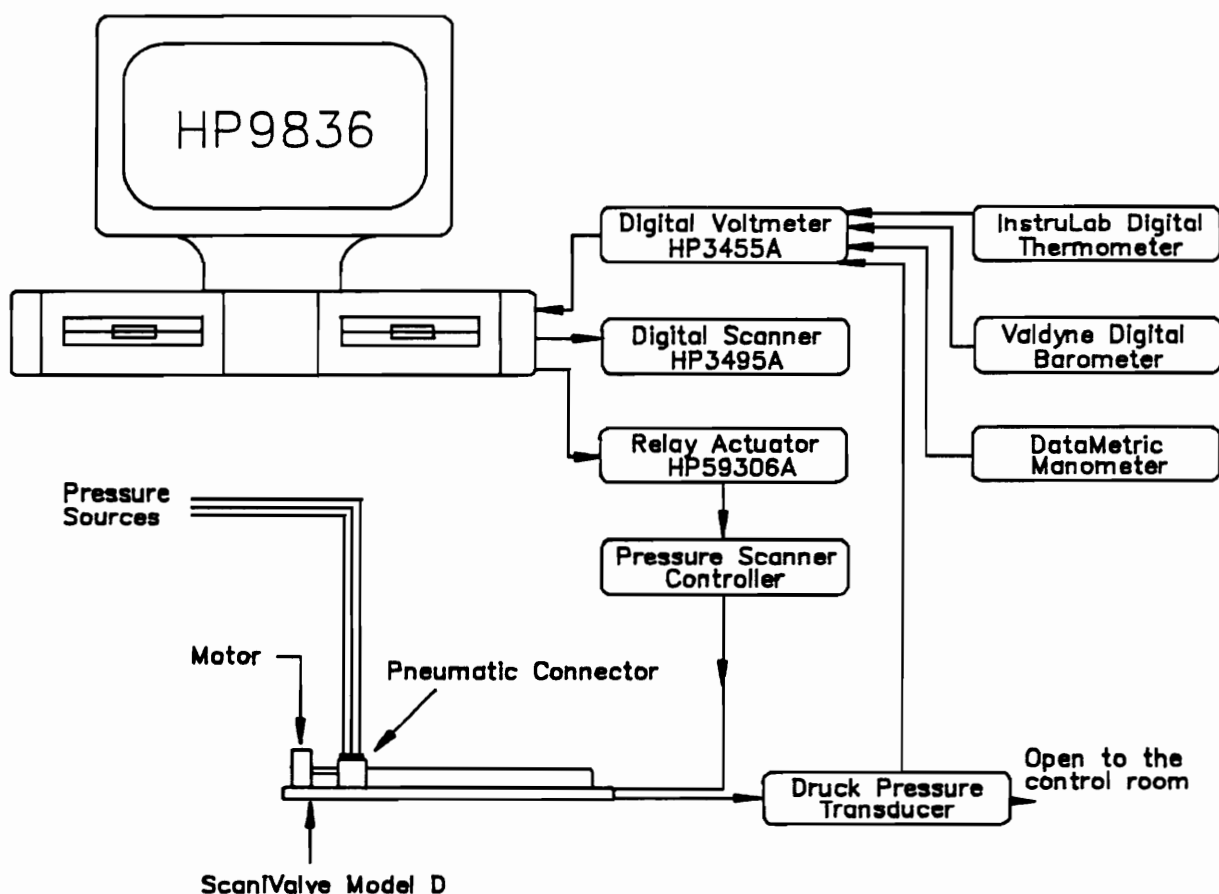 HP9836
Digital Voltmeter
HP3455A
InstruLab Digital
Thermometer
Digital Scanner
HP3495A
Valdyne Digital
Barometer
Relay Actuator
HP59306A
DataMetric
Manometer
Pressure
Sources
Pressure Scanner
Controller
Motor
Pneumatic Connector
Druck Pressure
Transducer
Open to the
control room
ScaniValve Model D